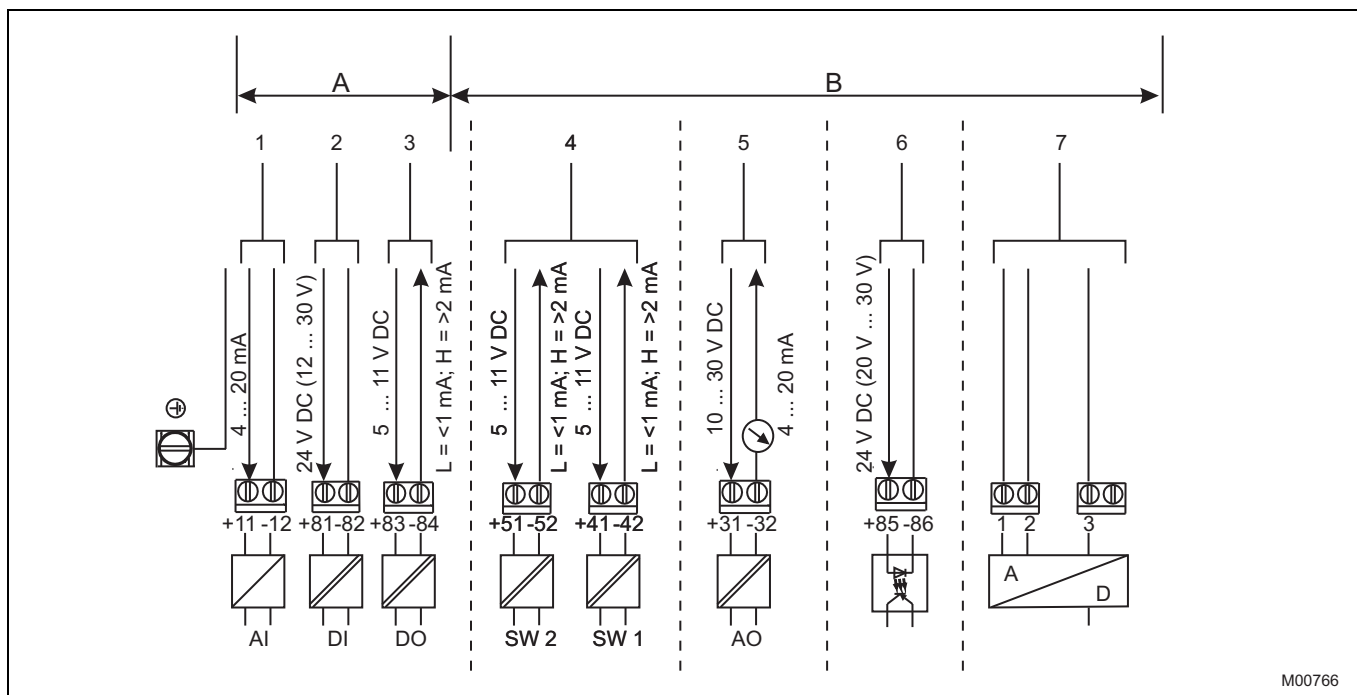 A
B
1
2
3
4
5
6
7
4 ... 20 mA
24 V DC (12 ... 30 V)
5 ... 11 V DC
L = <1 mA; H = >2 mA
5 ... 11 V DC
L = <1 mA; H = >2 mA
5 ... 11 V DC
L = <1 mA; H = >2 mA
10 ... 30 V DC
4 ... 20 mA
24 V DC (20 V ... 30 V)
+11 -12
+81 -82
+83 -84
+51 -52
+41 -42
+31 -32
+85 -86
1
2
3
A
D
AI
DI
DO
SW 2
SW 1
AO
M00766